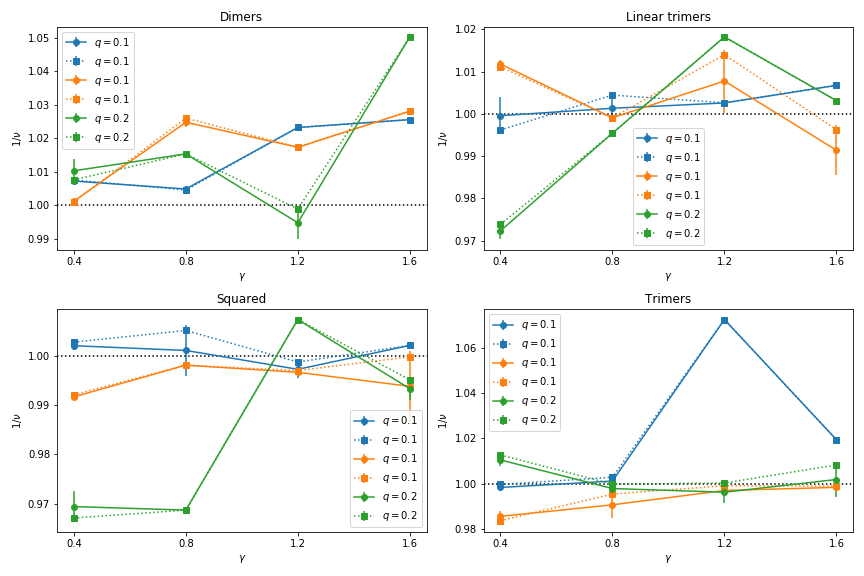 Dimers
1.05
1.04
1.03
1.02
1.01
1.00
0.99
1/ν
q = 0.1
q = 0.1
q = 0.1
q = 0.1
q = 0.2
q = 0.2
0.4 0.8 1.2 1.6
γ
Linear trimers
1.02
1.01
1.00
0.99
0.98
0.97
1/ν
q = 0.1
q = 0.1
q = 0.1
q = 0.1
q = 0.2
q = 0.2
0.4 0.8 1.2 1.6
γ
Squared
1.00
0.99
0.98
0.97
1/ν
q = 0.1
q = 0.1
q = 0.1
q = 0.1
q = 0.2
q = 0.2
0.4 0.8 1.2 1.6
γ
Trimers
1.06
1.04
1.02
1.00
0.98
1/ν
q = 0.1
q = 0.1
q = 0.1
q = 0.1
q = 0.2
q = 0.2
0.4 0.8 1.2 1.6
γ